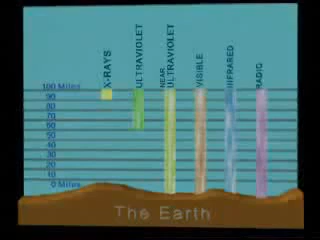 X-RAYS
ULTRAVIOLET
NEAR
ULTRAVIOLET
VISIBLE
INFRARED
RADIO
100 Miles
90
80
70
60
50
40
30
20
10
0 Miles
The Earth